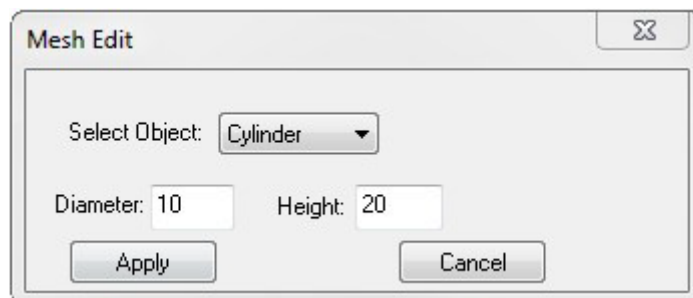 Mesh Edit
Select Object: Cylinder
Diameter: 10 Height: 20
Apply Cancel